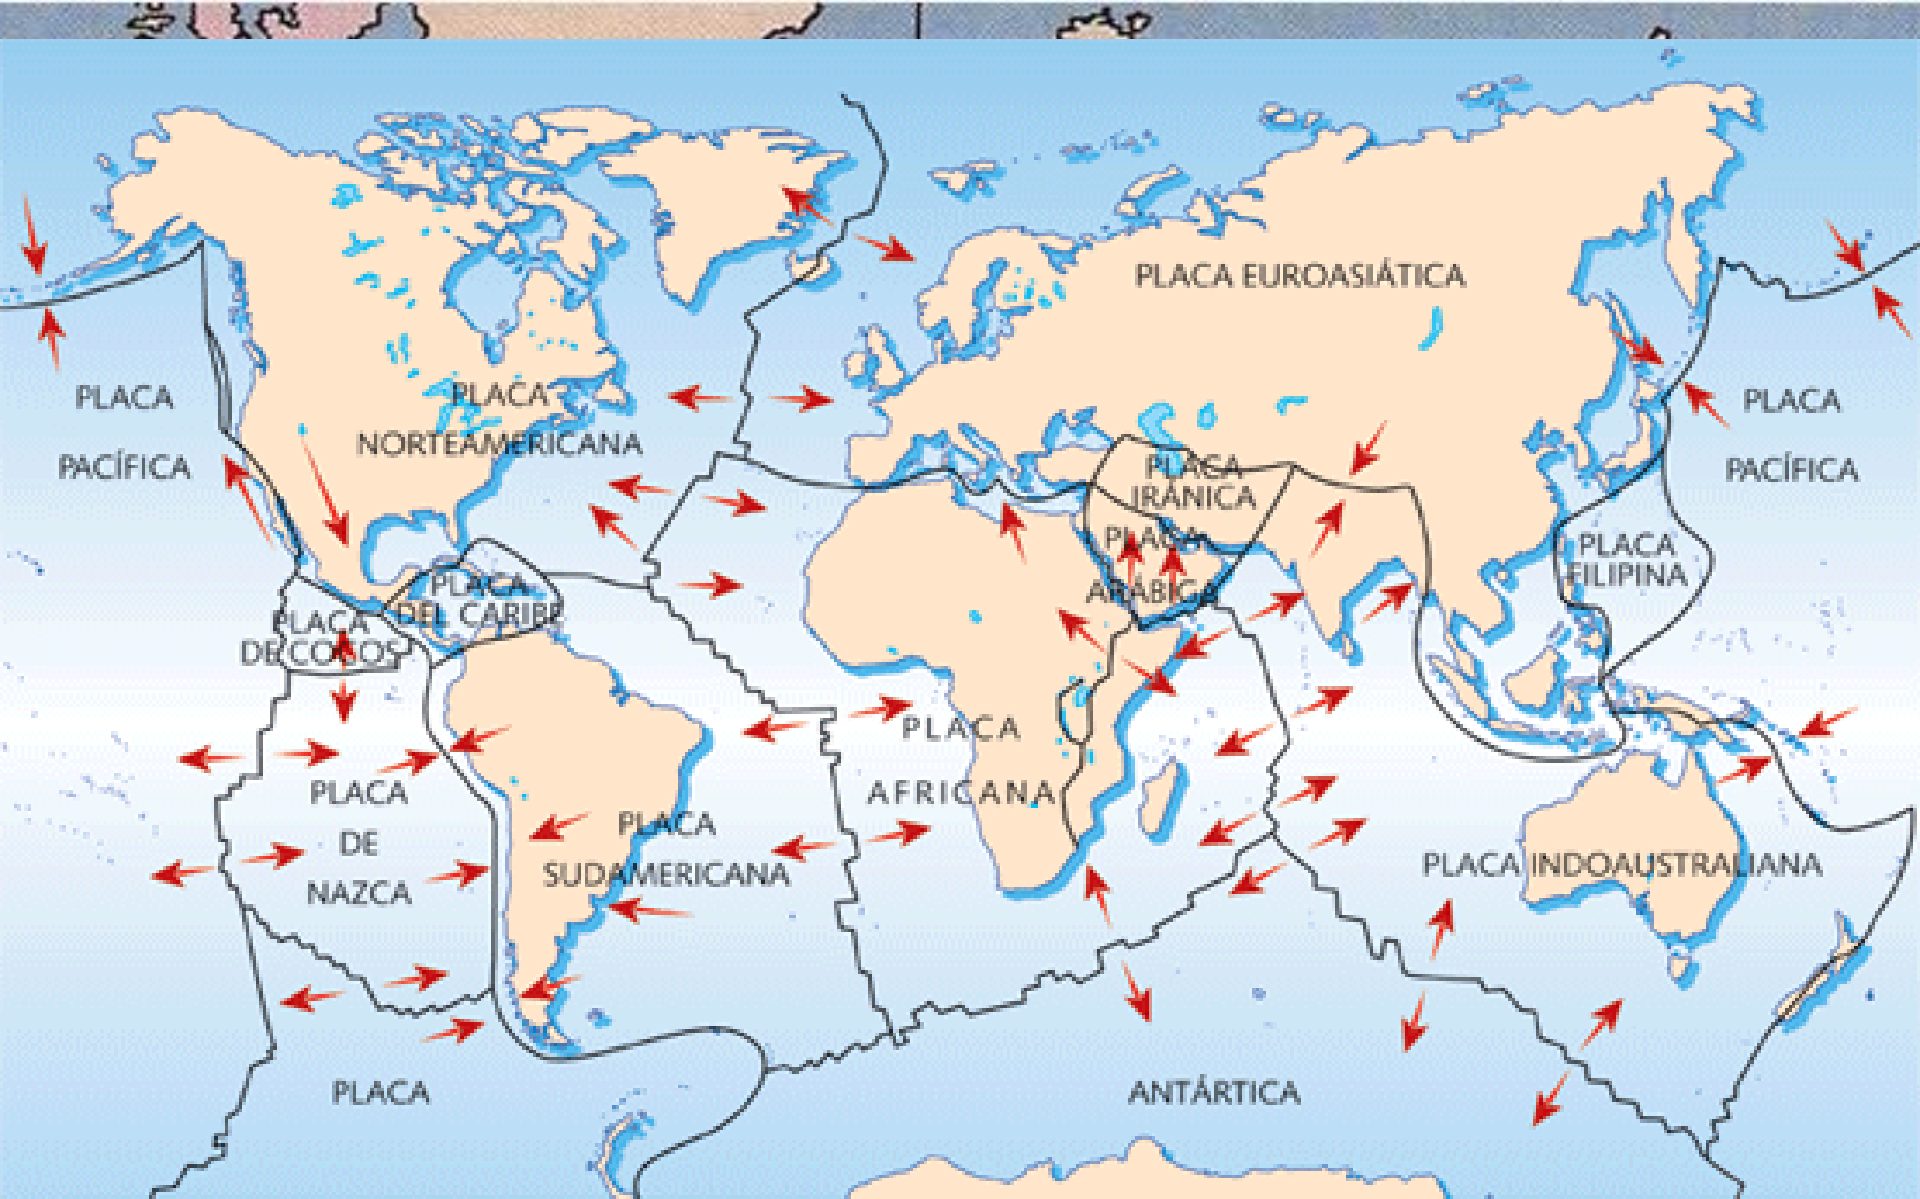 PLACA EUROASIÁTICA
PLACA
PACÍFICA
PLACA
NORTEAMERICANA
PLACA
PACÍFICA
PLACA
IRÁNICA
PLACA
ARÁBIGA
PLACA
FILIPINA
PLACA
DEL CARIBE
PLACA
DE COCOS
PLACA
AFRICANA
PLACA
DE
NAZCA
PLACA
SUDAMERICANA
PLACA INDOAUSTRALIANA
PLACA
ANTÁRTICA